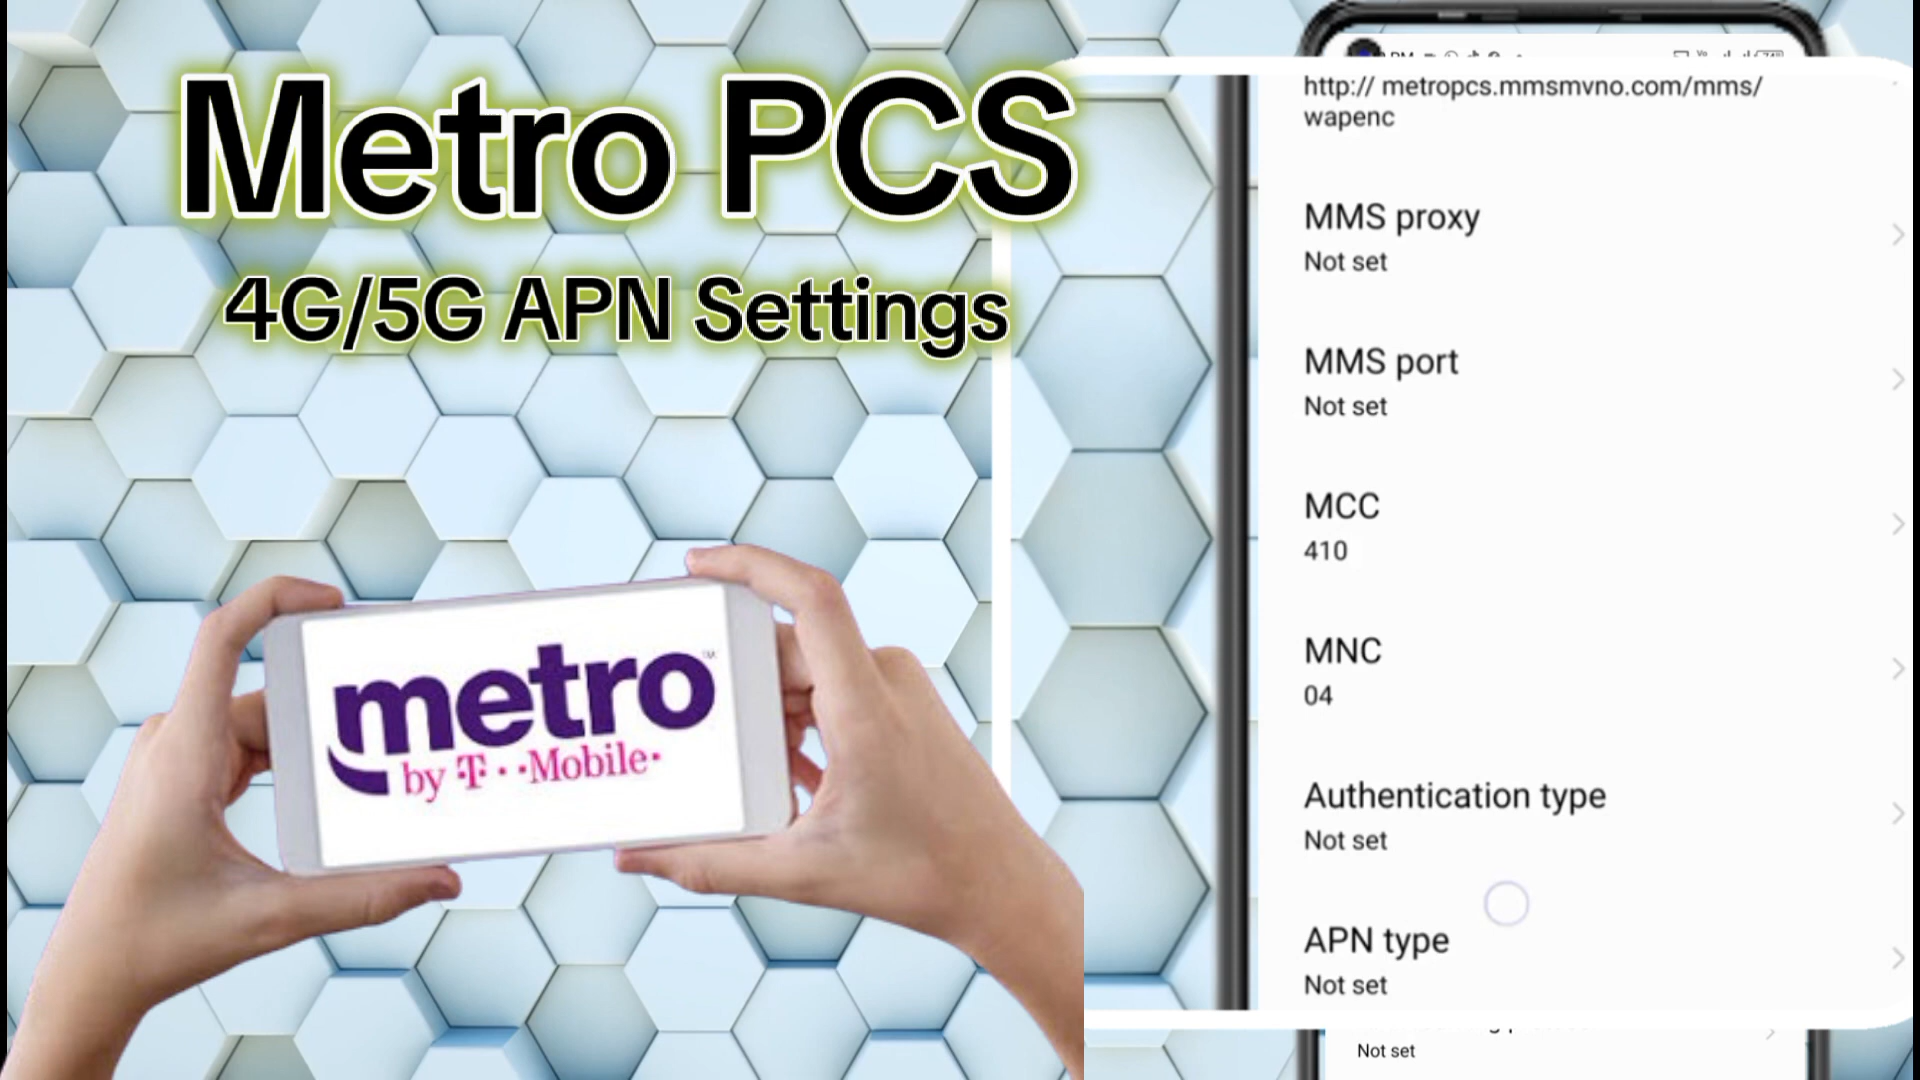 Metro PCS
4G/5G APN Settings
metro™
by T··Mobile·
http:// metropcs.mmsmvno.com/mms/
wapenc
MMS proxy
Not set
MMS port
Not set
MCC
410
MNC
04
Authentication type
Not set
APN type
Not set
Not set